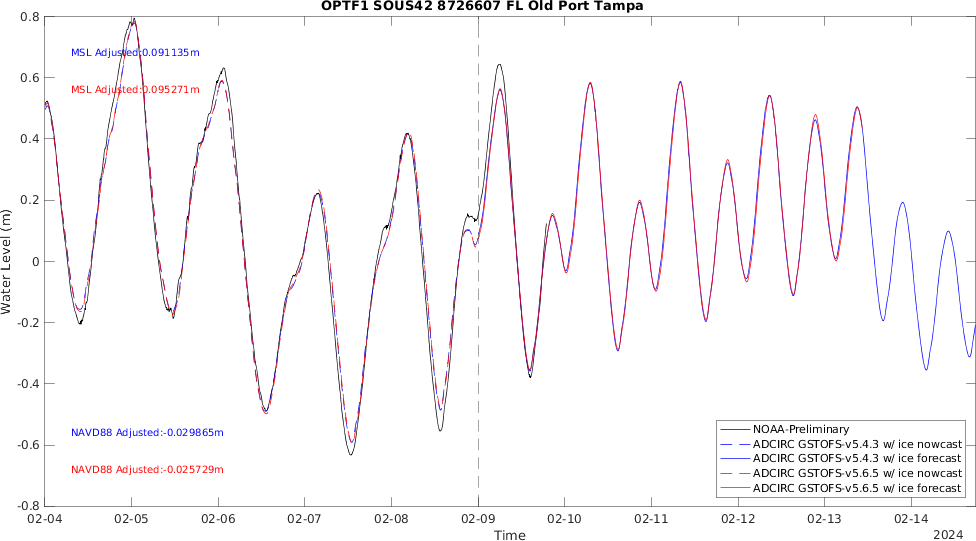 OPTF1 SOUS42 8726607 FL Old Port Tampa
0.8
0.6
0.4
0.2
0
-0.2
-0.4
-0.6
-0.8
Water Level (m)
MSL Adjusted:0.091135m
MSL Adjusted:0.095271m
NAVD88 Adjusted:-0.029865m
NAVD88 Adjusted:-0.025729m
NOAA-Preliminary
ADCIRC GSTOFS-v5.4.3 w/ ice nowcast
ADCIRC GSTOFS-v5.4.3 w/ ice forecast
ADCIRC GSTOFS-v5.6.5 w/ ice nowcast
ADCIRC GSTOFS-v5.6.5 w/ ice forecast
02-04 02-05 02-06 02-07 02-08 02-09 02-10 02-11 02-12 02-13 02-14
Time
2024